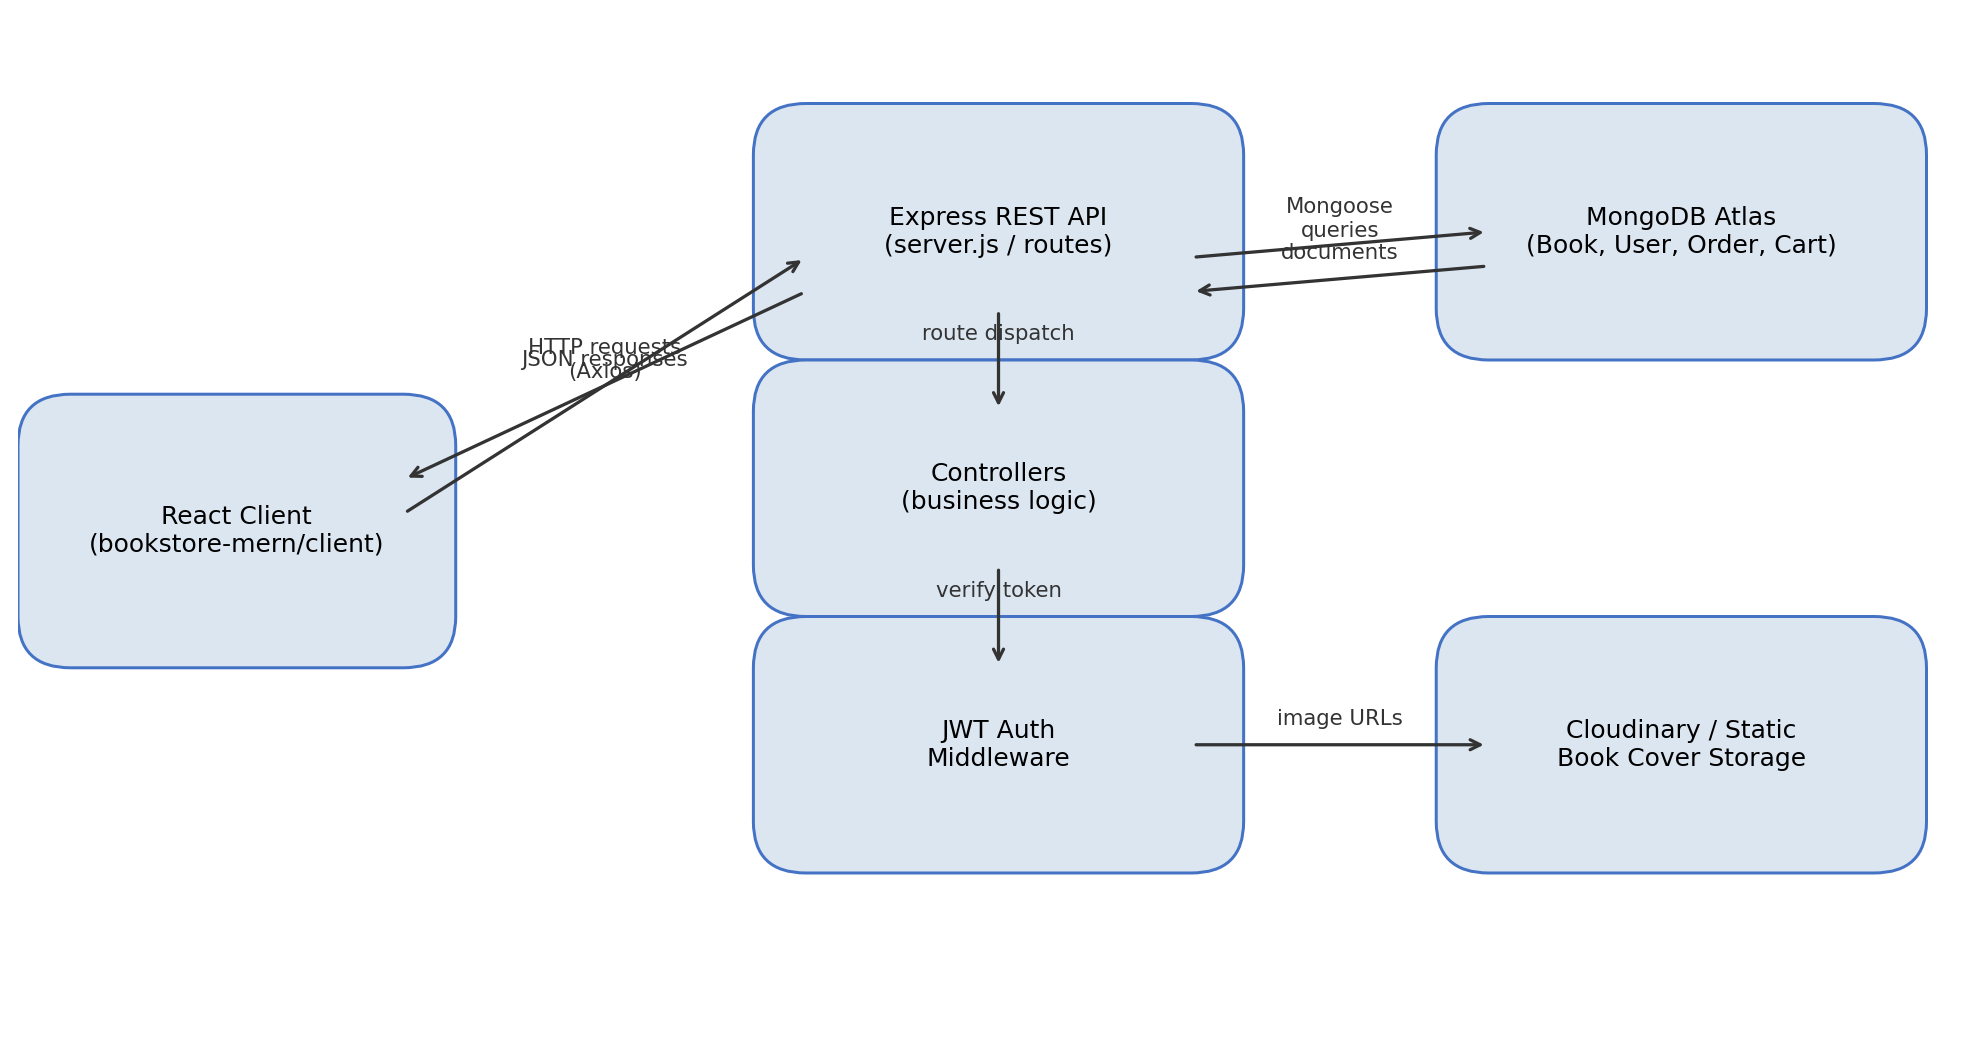 Express REST API
(server.js / routes)
Mongoose
queries
documents
MongoDB Atlas
(Book, User, Order, Cart)
HTTP requests
(Axios)
JSON responses
route dispatch
React Client
(bookstore-mern/client)
Controllers
(business logic)
verify token
JWT Auth
Middleware
image URLs
Cloudinary / Static
Book Cover Storage